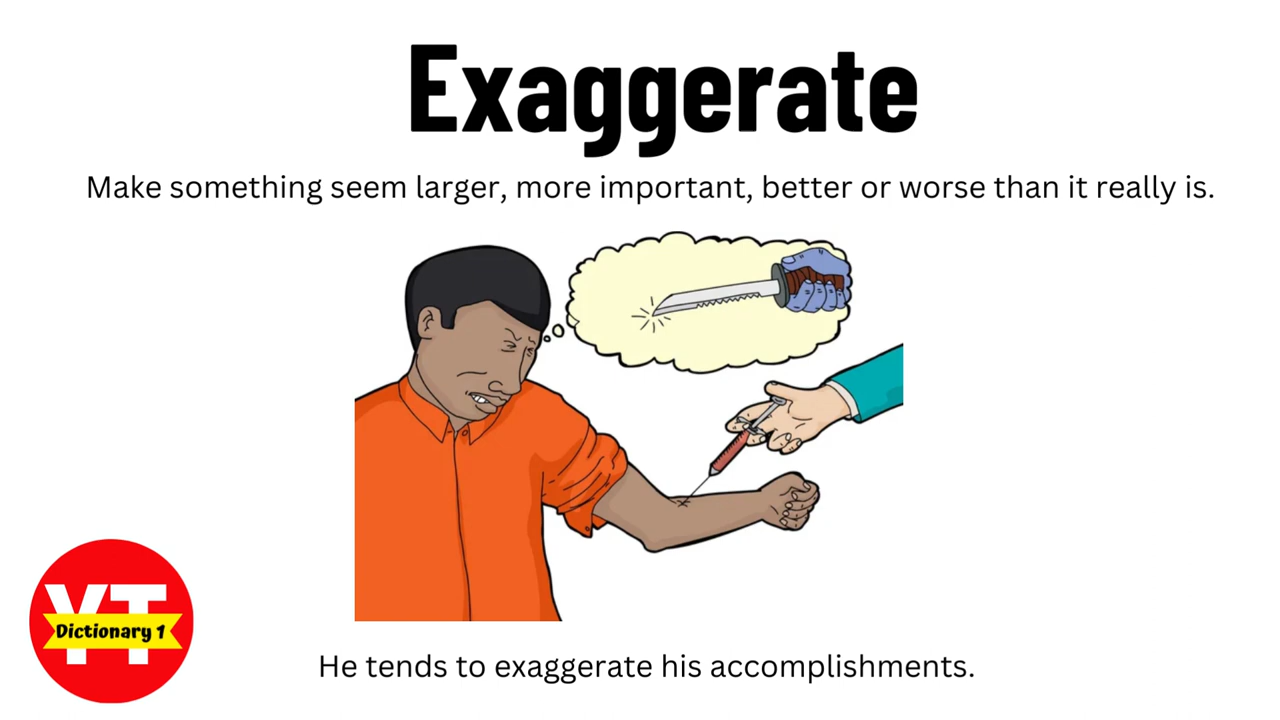 Exaggerate
Make something seem larger, more important, better or worse than it really is.
YT
Dictionary 1
He tends to exaggerate his accomplishments.